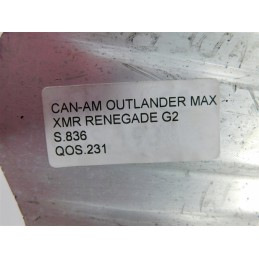 CAN-AM OUTLANDER MAX
XMR RENEGADE G2
S.836
QOS.231